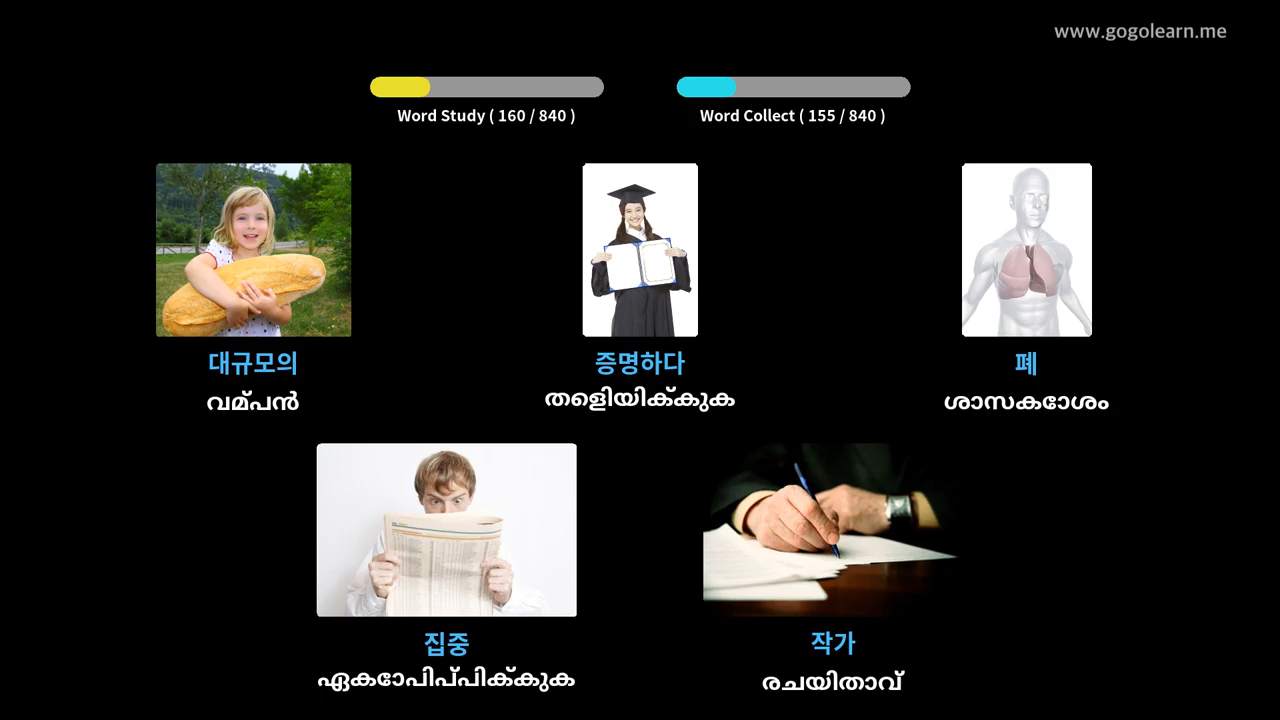 www.gogolearn.me
Word Study ( 160 / 840 )
Word Collect ( 155 / 840 )
대규모의
വമ്പൻ
증명하다
തളെിയിക്കുക
폐
ശാസകോശം
집중
ഏകോപിപ്പിക്കുക
작가
രചയിതാവ്